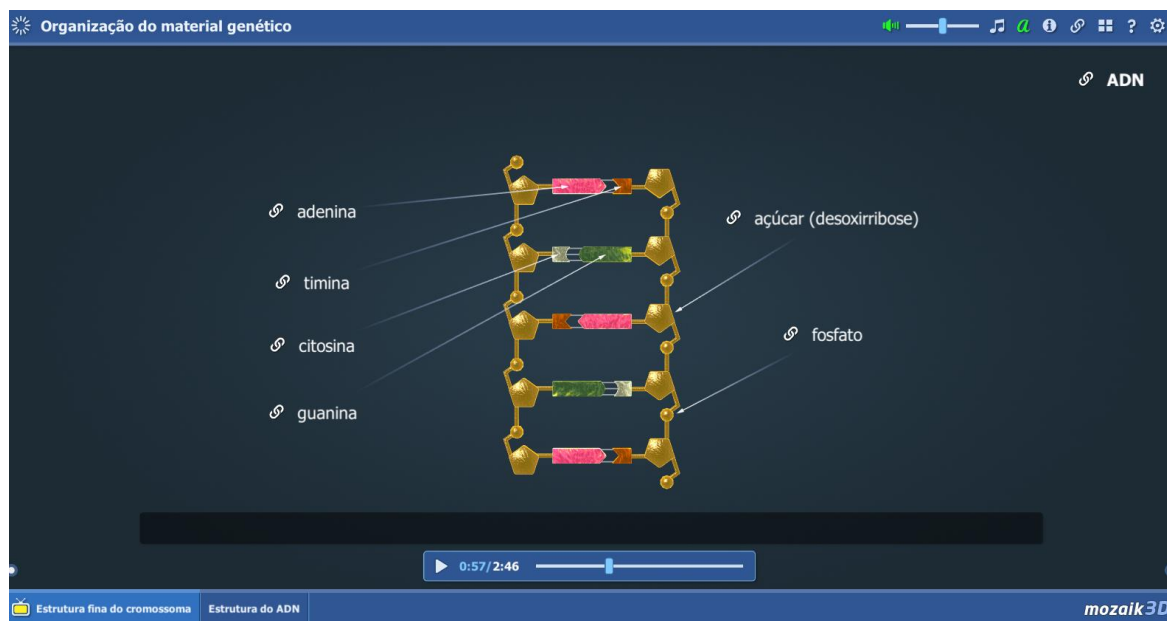 Organização do material genético
a ?
ADN
adenina
timina
citosina
guanina
açúcar (desoxirribose)
fosfato
0:57/2:46
Estrutura fina do cromossoma
Estrutura do ADN
mozaik3D